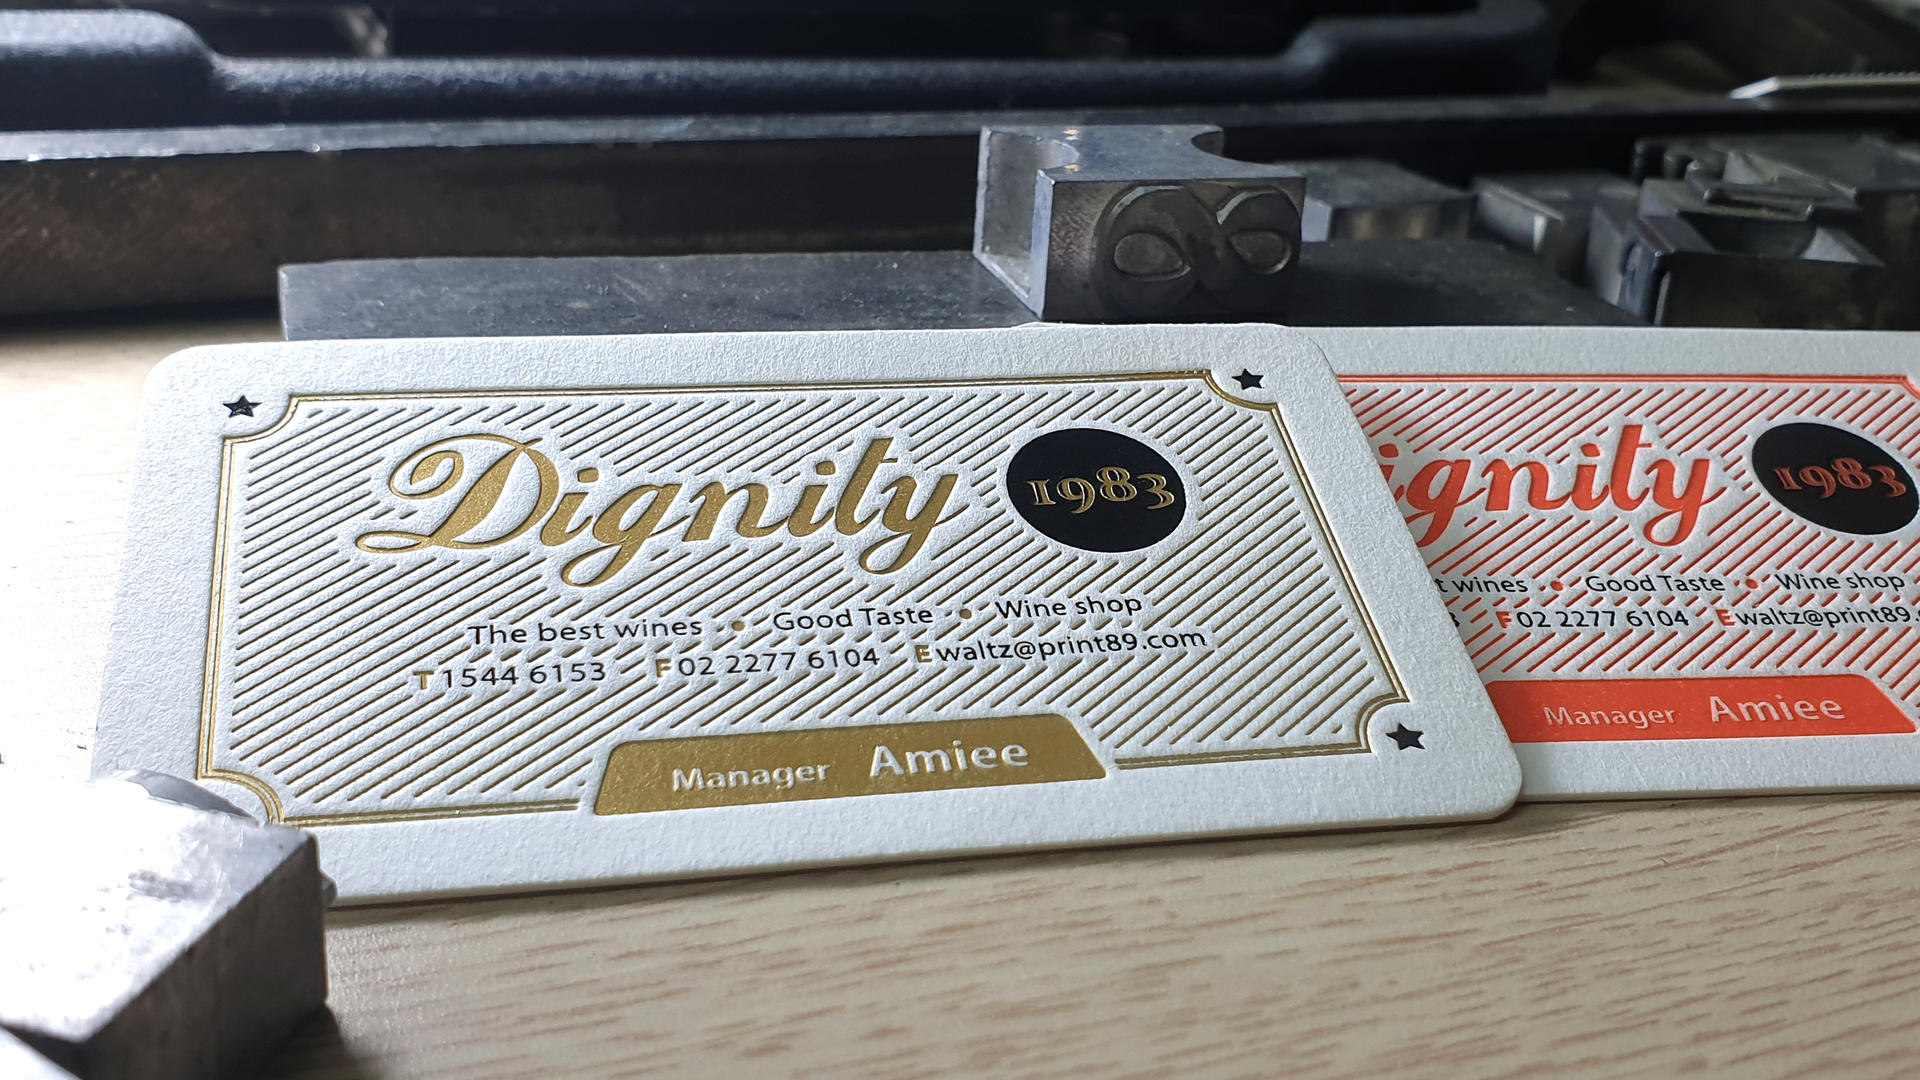 Dignity 1983
The best wines • Good Taste • Wine shop
T 1544 6153 F 02 2277 6104 E waltz@print89.com
Manager Amiee
ignity 1983
wines • Good Taste • Wine shop
F 02 2277 6104 E waltz@print89.
Manager Amiee